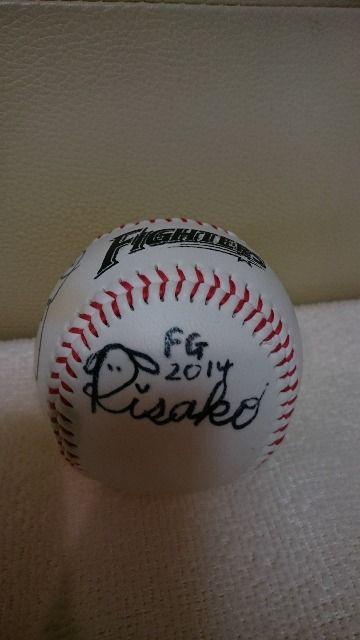 FIGHTERS
FG
2014
Risako